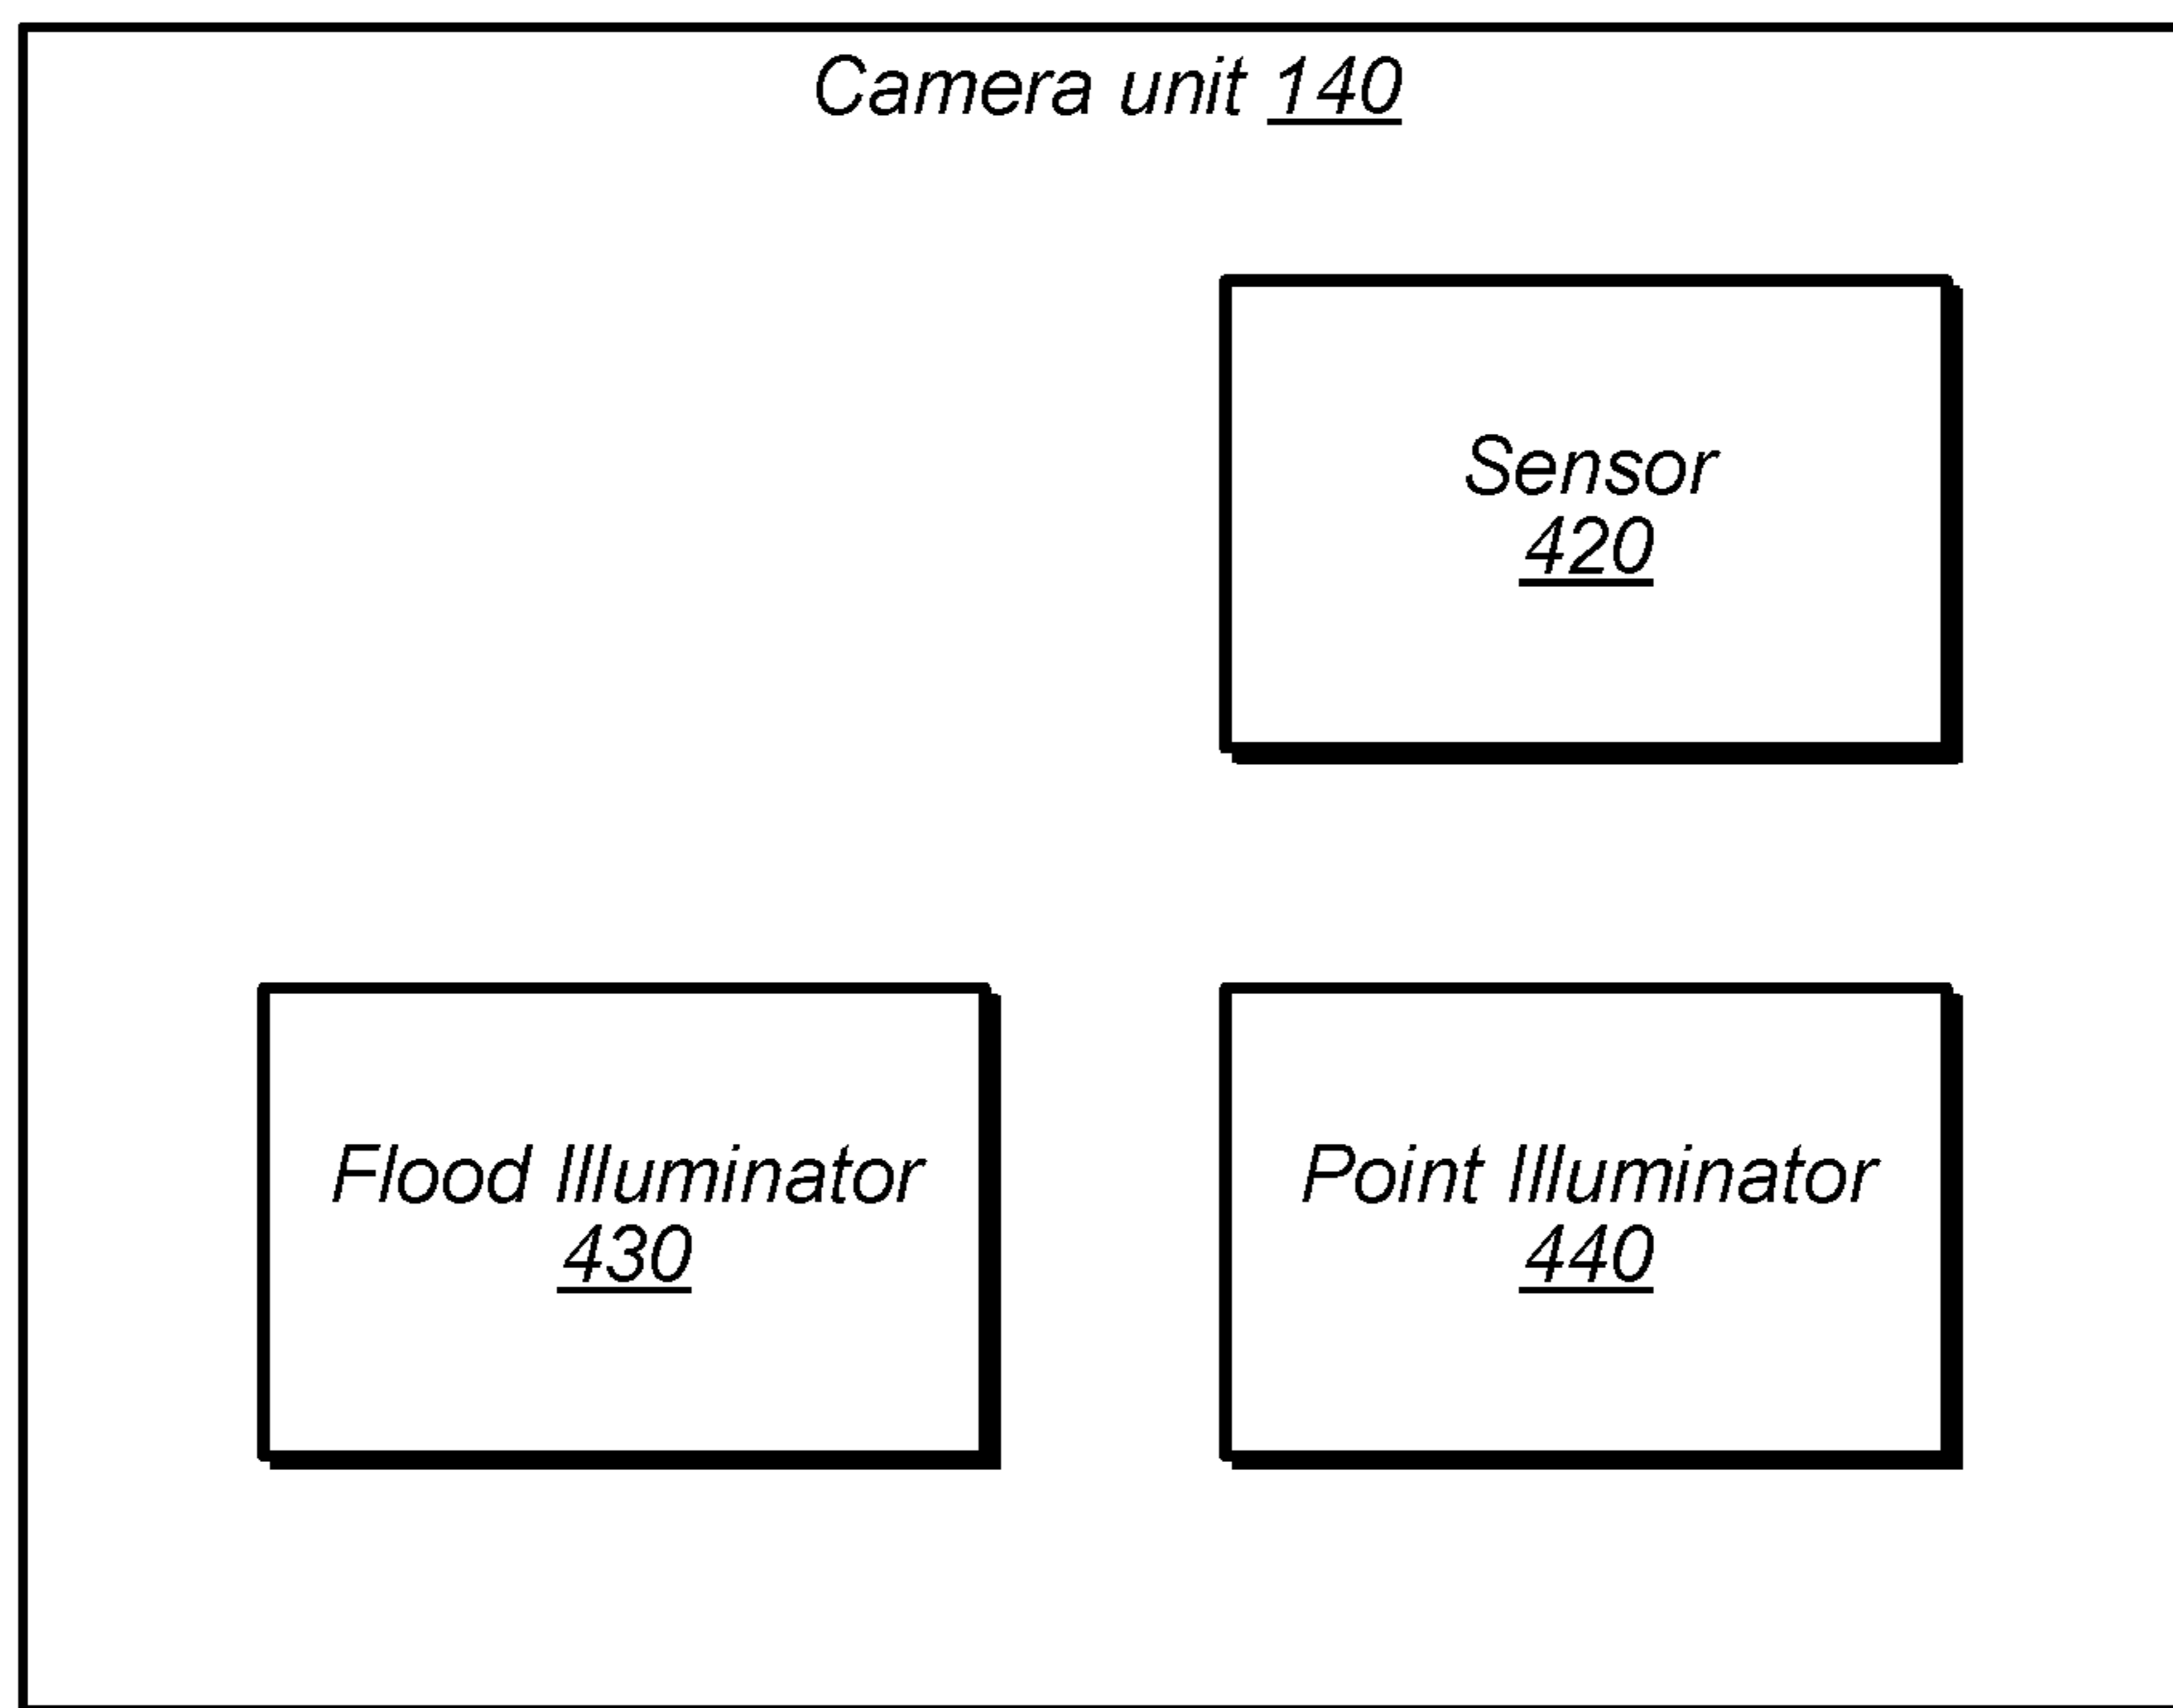 Camera unit 140
Sensor
420
Flood Illuminator
430
Point Illuminator
440